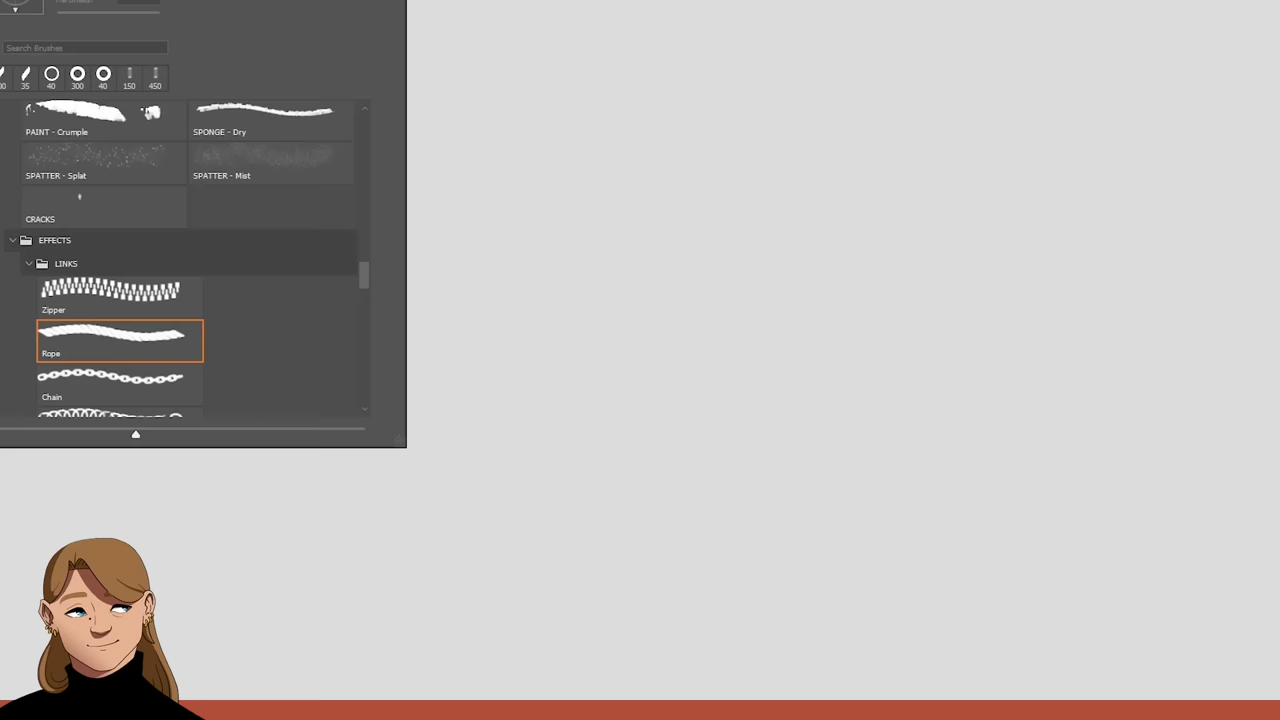 Search Brushes
35 40 300 40 150 450
PAINT - Crumple SPONGE - Dry
SPATTER - Splat SPATTER - Mist
CRACKS
EFFECTS
LINKS
Zipper
Rope
Chain